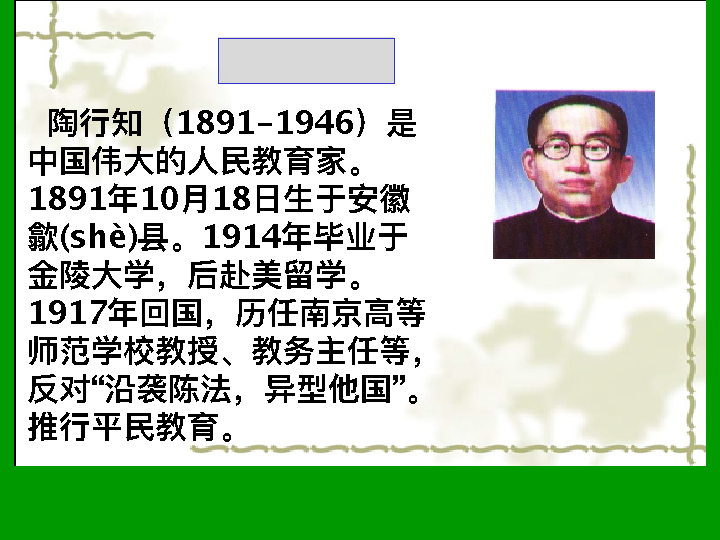 陶行知（1891-1946）是
中国伟大的人民教育家。
1891年10月18日生于安徽
歙(shè)县。1914年毕业于
金陵大学，后赴美留学。
1917年回国，历任南京高等
师范学校教授、教务主任等，
反对“沿袭陈法，异型他国”。
推行平民教育。